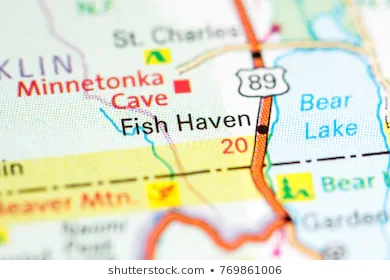 N.F.
St. Charles
KLIN
Minnetonka
Cave
89
Bear
Lake
Fish Haven
20
in
Beaver Mtn.
Bear
Garden
shutterstock.com • 769861006